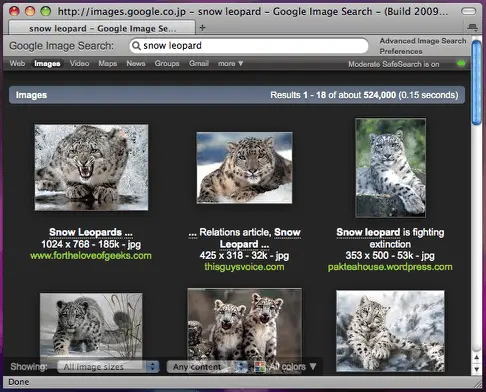 http://images.google.co.jp - snow leopard - Google Image Search - (Build 2009...
snow leopard - Google Image Se...
Google Image Search:
snow leopard
Advanced Image Search
Preferences
Web Images Video Maps News Groups Gmail more ▼
Moderate SafeSearch is on
Images
Results 1 - 18 of about 524,000 (0.15 seconds)
Snow Leopards ...
1024 x 768 - 185k - jpg
www.fortheloveofgeeks.com
... Relations article, Snow
Leopard ...
425 x 318 - 32k - jpg
thisguysvoice.com
Snow leopard is fighting
extinction
353 x 500 - 53k - jpg
pakteahouse.wordpress.com
Showing:
All image sizes
Any content
All colors ▼
Done